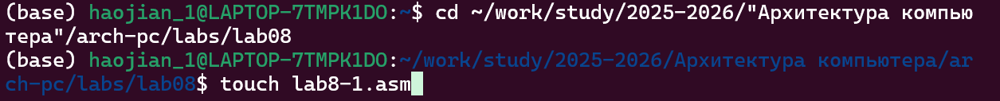 (base) haojian_1@LAPTOP-7TMPK1DO:~$ cd ~/work/study/2025-2026/"Архитектура компью
тера"/arch-pc/labs/lab08
(base) haojian_1@LAPTOP-7TMPK1DO:~/work/study/2025-2026/Архитектура компьютера/ar
ch-pc/labs/lab08$ touch lab8-1.asm